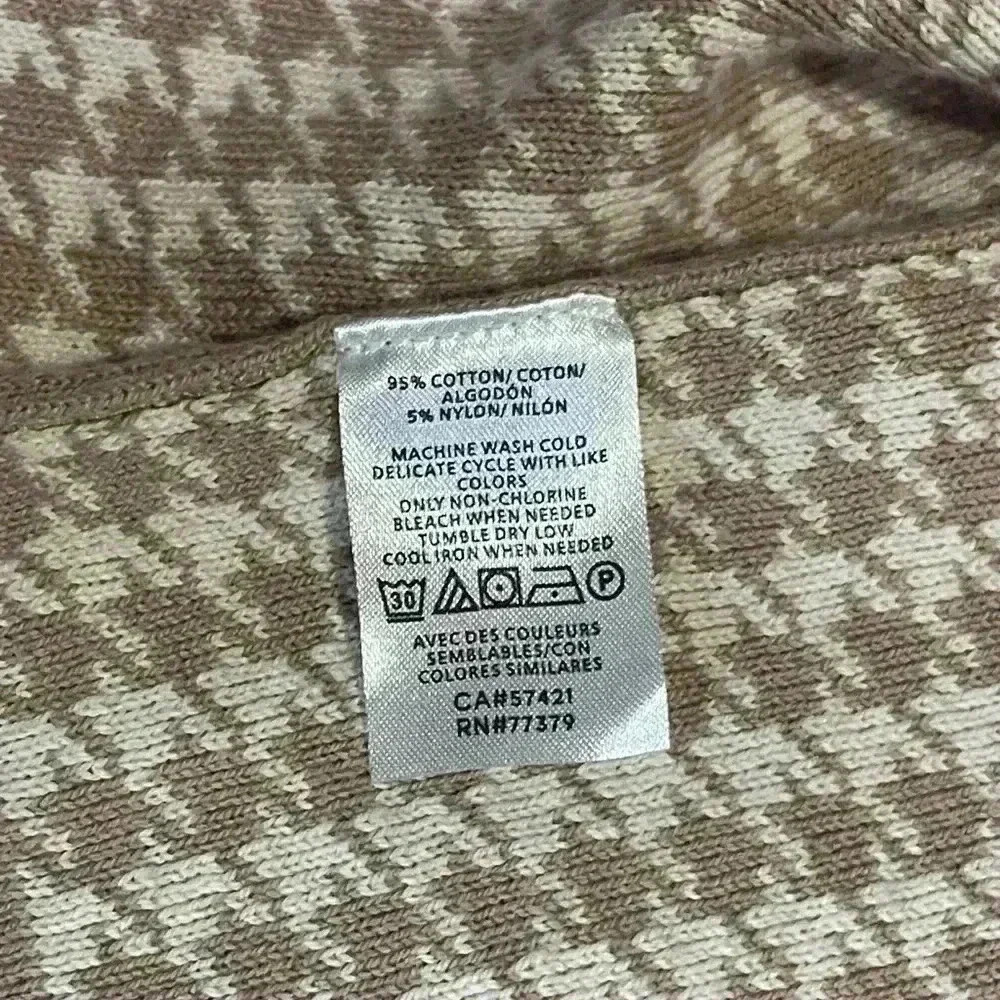 95% COTTON/ COTON/
ALGODÓN
5% NYLON/ NILÓN
MACHINE WASH COLD
DELICATE CYCLE WITH LIKE
COLORS
ONLY NON-CHLORINE
BLEACH WHEN NEEDED
TUMBLE DRY LOW
COOL IRON WHEN NEEDED
30 P
AVEC DES COULEURS
SEMBLABLES/CON
COLORES SIMILARES
CA#57421
RN#77379